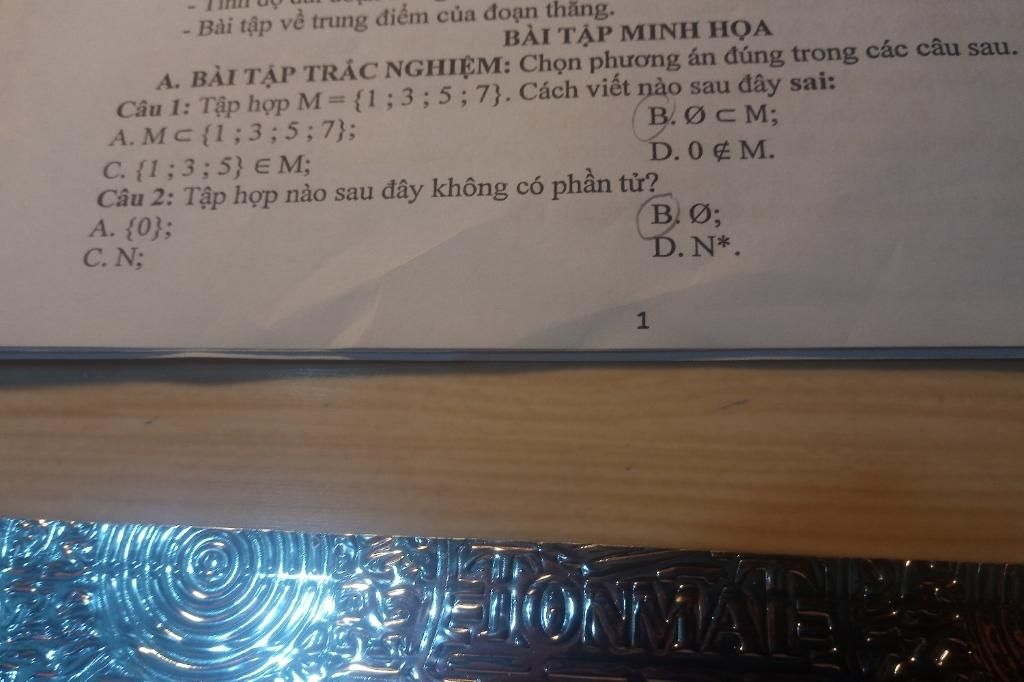 - Bài tập về trung điểm của đoạn thẳng.
BÀI TẬP MINH HỌA
A. BÀI TẬP TRẮC NGHIỆM: Chọn phương án đúng trong các câu sau.
Câu 1: Tập hợp M = {1 ; 3 ; 5 ; 7}. Cách viết nào sau đây sai:
A. M ⊂ {1 ; 3 ; 5 ; 7}; B. Ø ⊂ M;
C. {1 ; 3 ; 5} ∈ M; D. 0 ∉ M.
Câu 2: Tập hợp nào sau đây không có phần tử?
A. {0}; B. Ø;
C. N; D. N*.
1